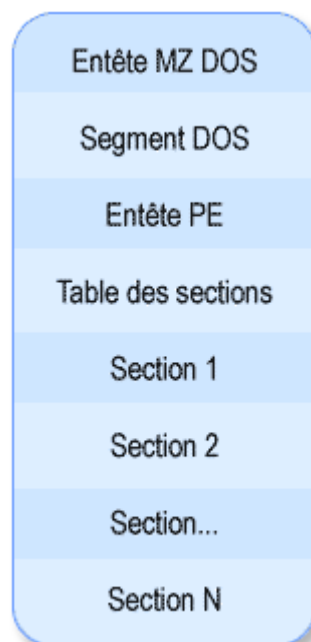 Entête MZ DOS
Segment DOS
Entête PE
Table des sections
Section 1
Section 2
Section...
Section N